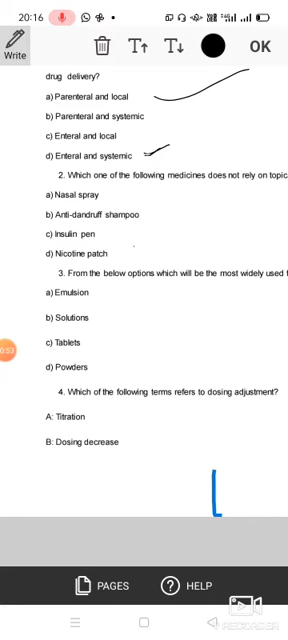 20:16
Write
T↑
T↓
OK
drug delivery?
a) Parenteral and local
b) Parenteral and systemic
c) Enteral and local
d) Enteral and systemic
2. Which one of the following medicines does not rely on topic
a) Nasal spray
b) Anti-dandruff shampoo
c) Insulin pen
d) Nicotine patch
3. From the below options which will be the most widely used f
a) Emulsion
0:53
b) Solutions
c) Tablets
d) Powders
4. Which of the following terms refers to dosing adjustment?
A: Titration
B: Dosing decrease
PAGES
HELP
RECORDER